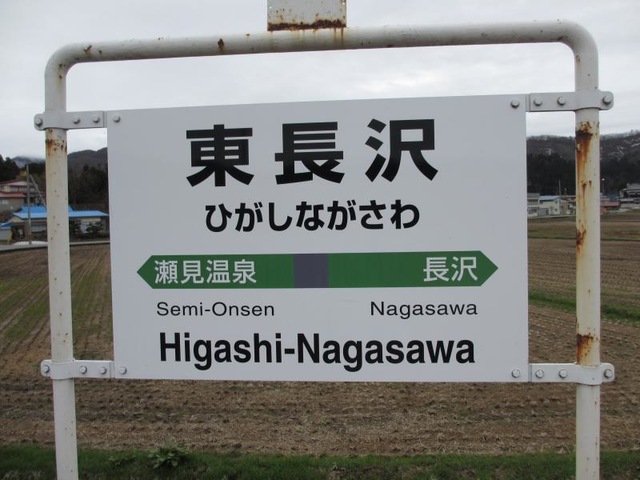 東長沢
ひがしながさわ
瀬見温泉 長沢
Semi-Onsen Nagasawa
Higashi-Nagasawa